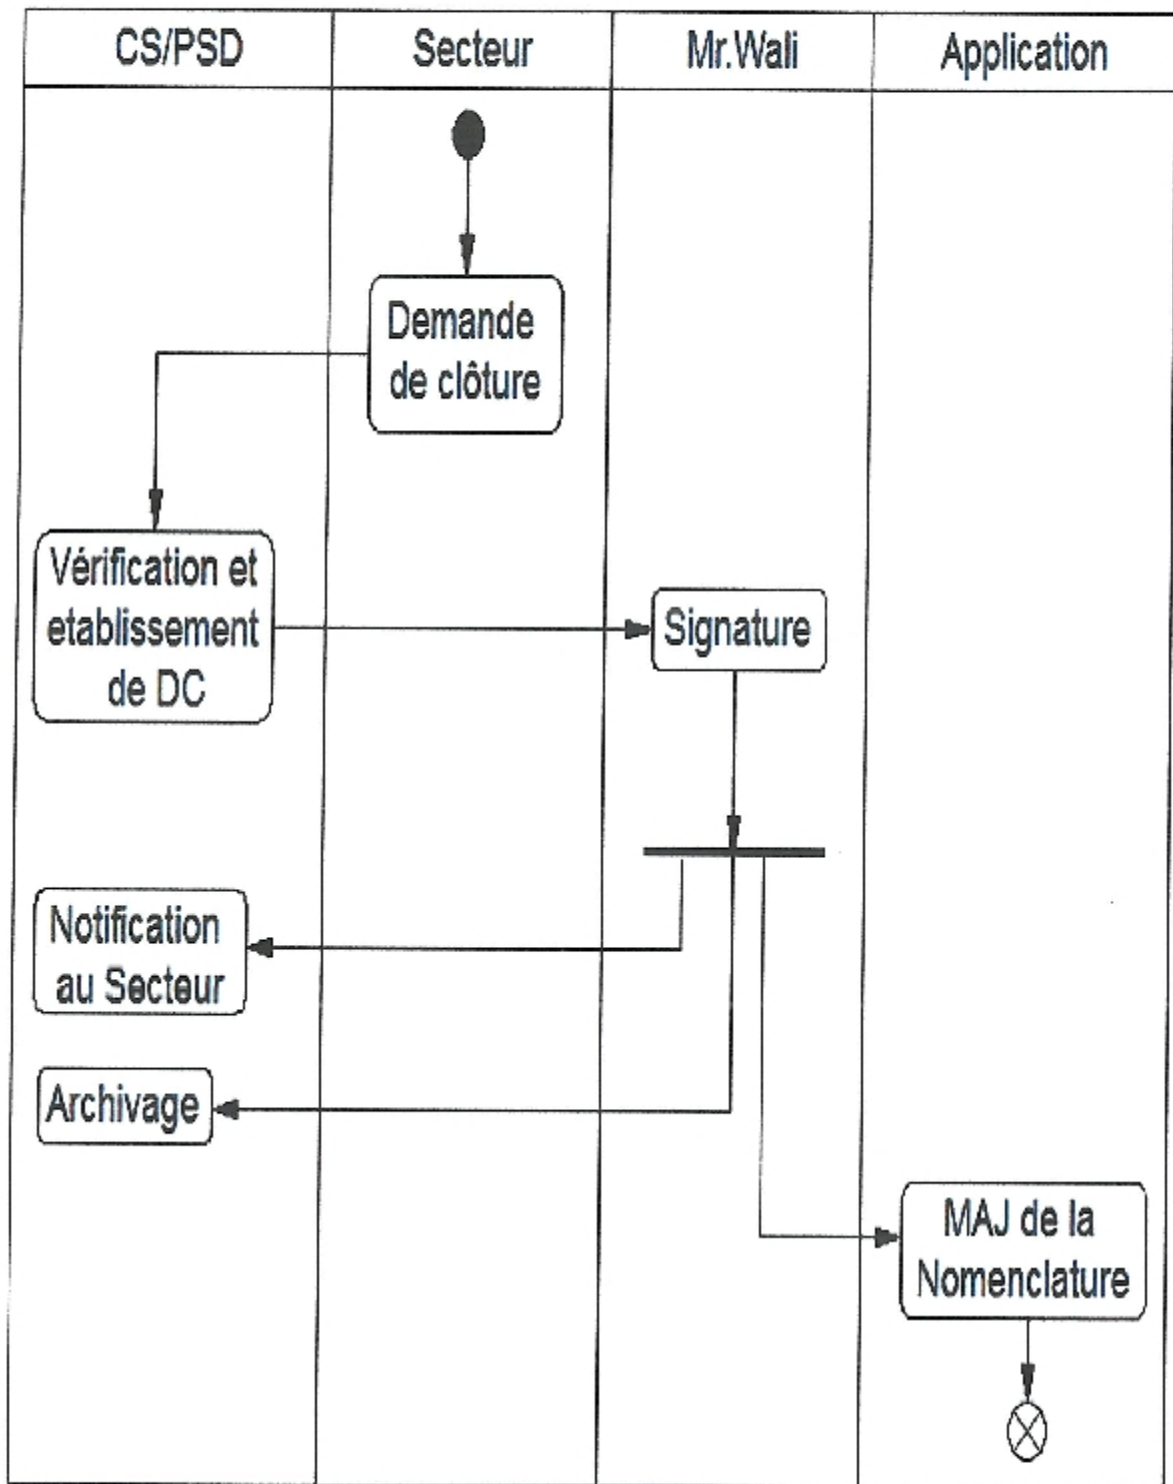 CS/PSD
Secteur
Mr.Wali
Application
Demande
de clôture
Vérification et
etablissement
de DC
Signature
Notification
au Secteur
Archivage
MAJ de la
Nomenclature